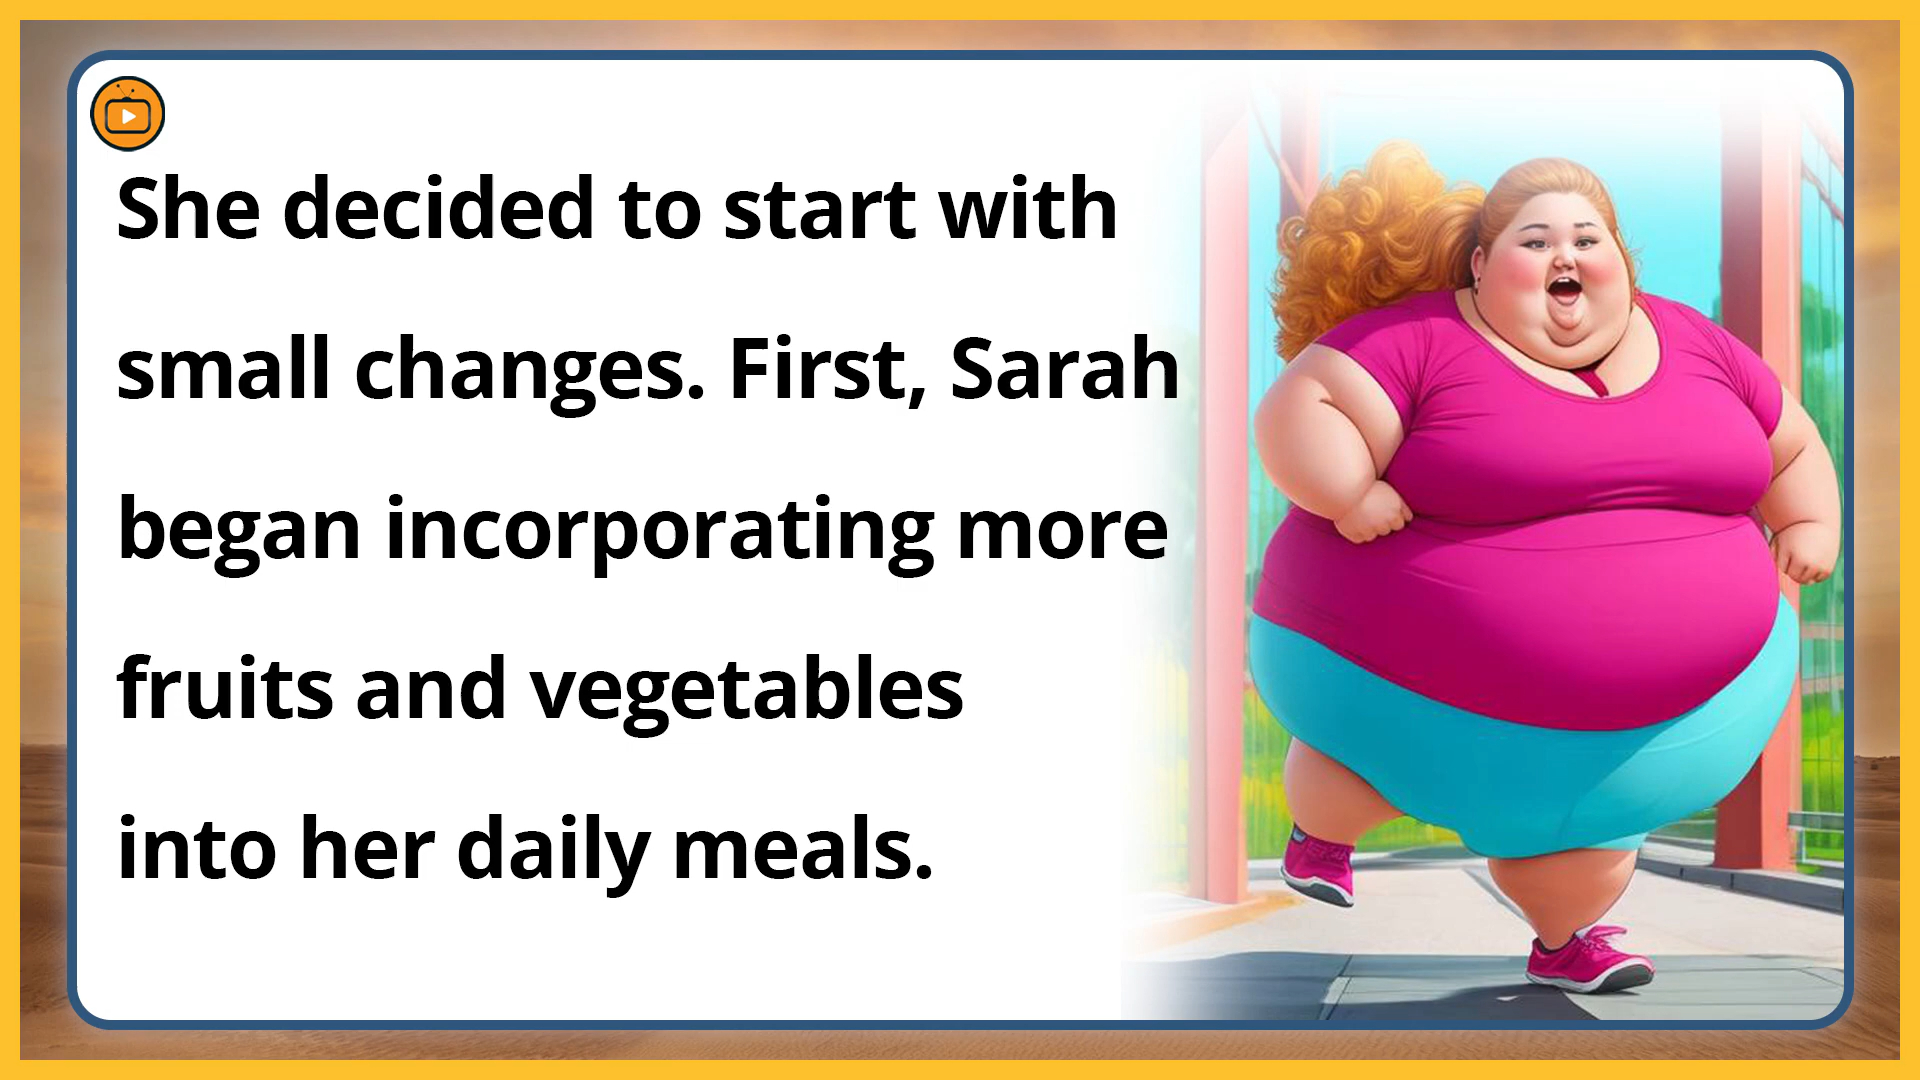 She decided to start with
small changes. First, Sarah
began incorporating more
fruits and vegetables
into her daily meals.